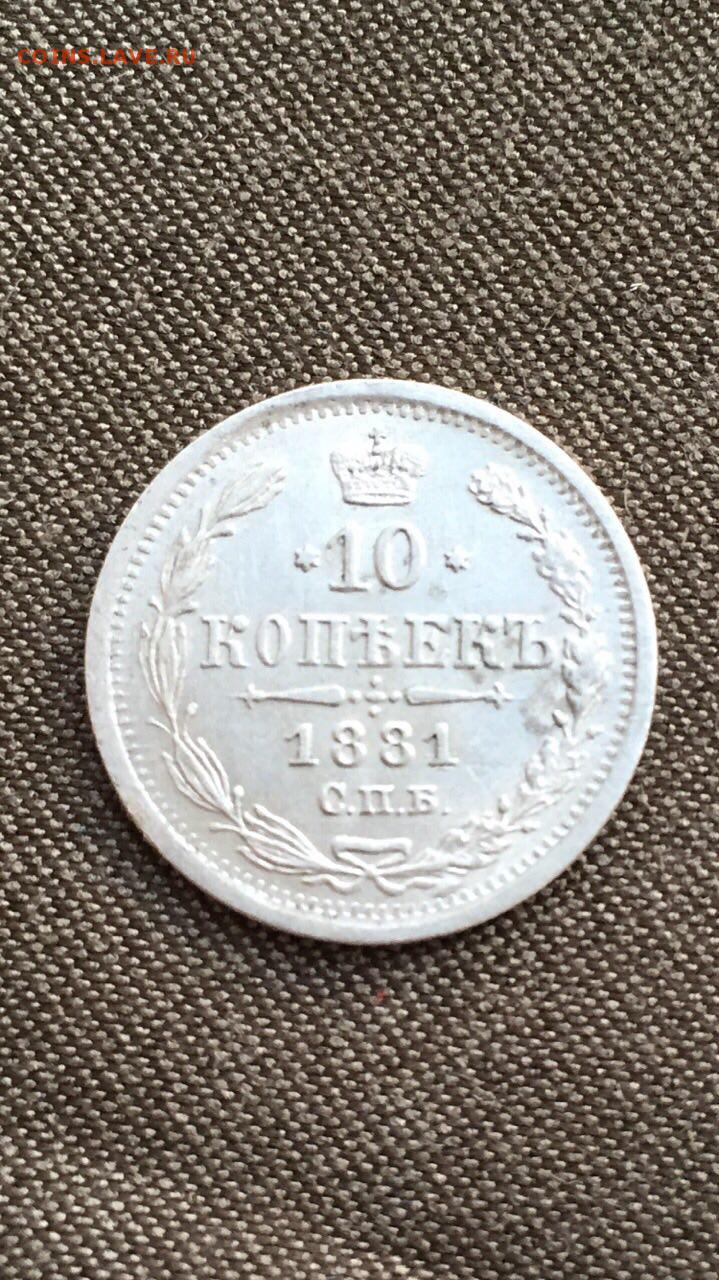 COINS.LAVE.RU
* 10 *
КОПѢЕКЪ
1881
С.П.Б.